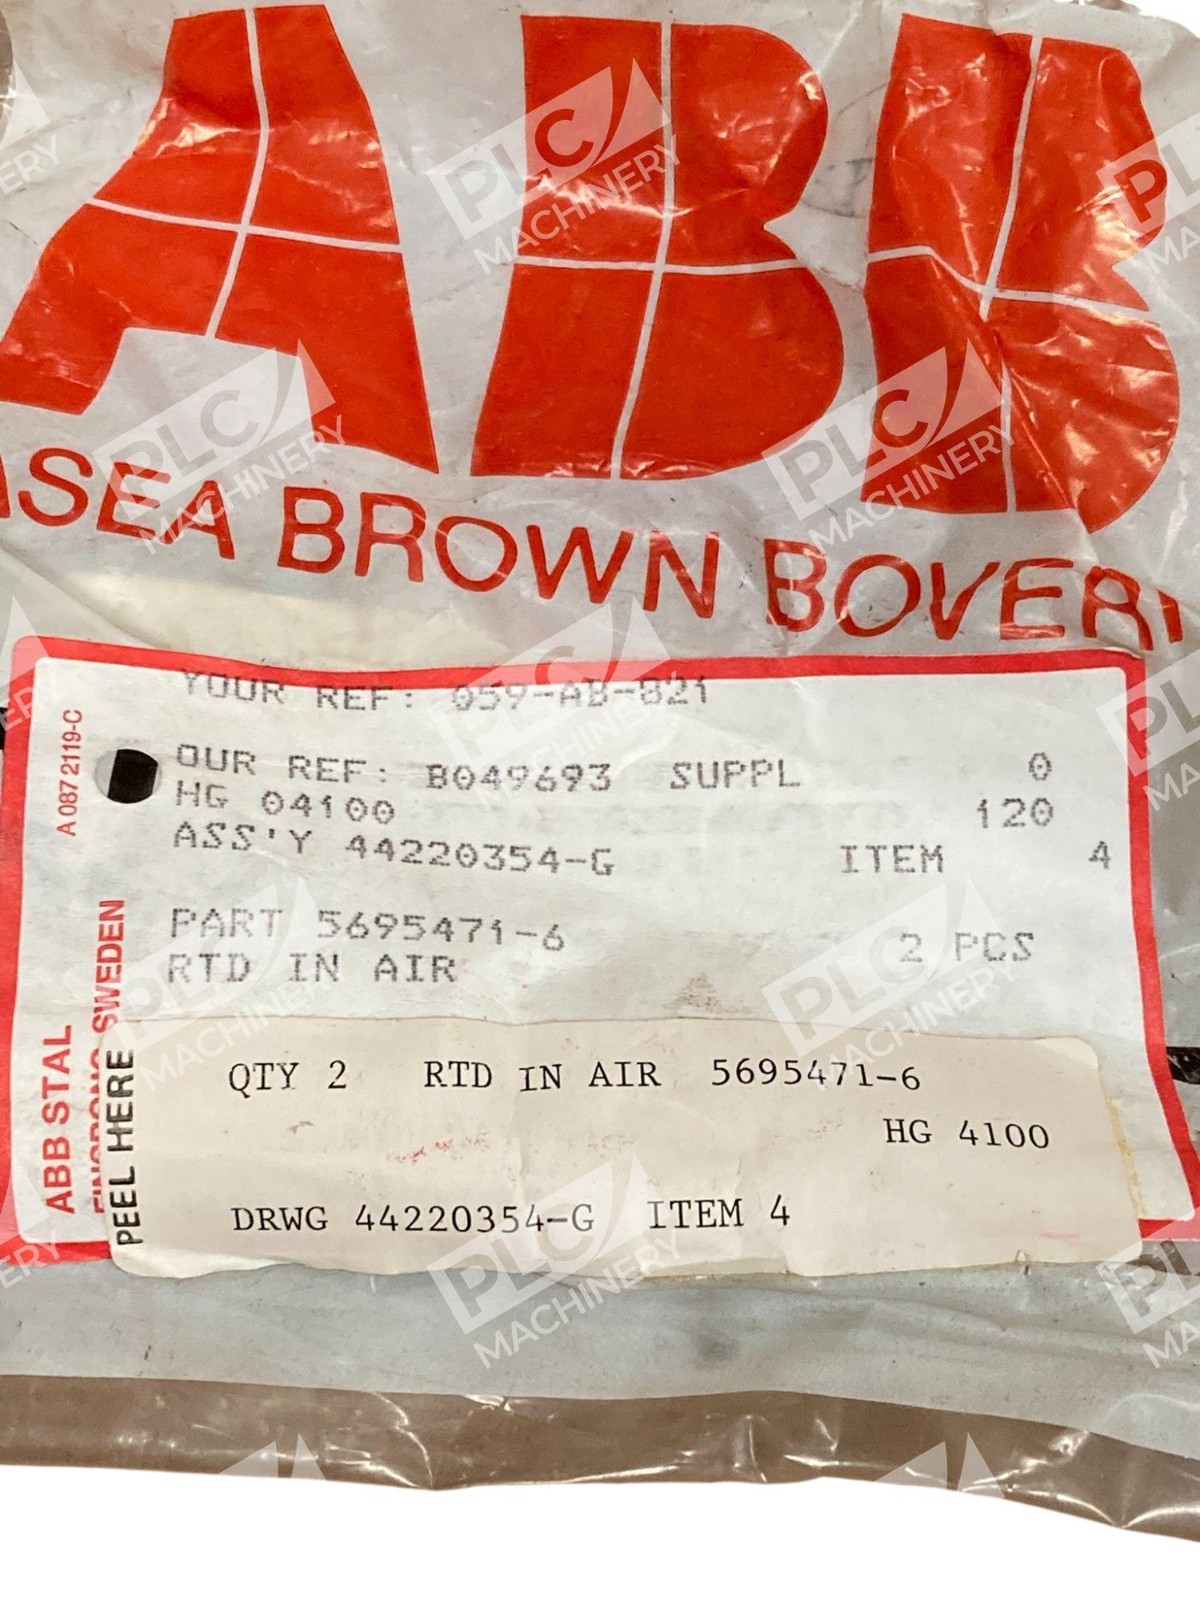 ABB
ASEA BROWN BOVERI
YOUR REF: 059-AB-821
OUR REF: B049693 SUPPL 0
HG 04100 120
ASS'Y 44220354-G ITEM 4
PART 5695471-6 2 PCS
RTD IN AIR
A 087 2119-C
ABB STAL
FINSPONG SWEDEN
PEEL HERE
QTY 2 RTD IN AIR 5695471-6
HG 4100
DRWG 44220354-G ITEM 4
PLC MACHINERY